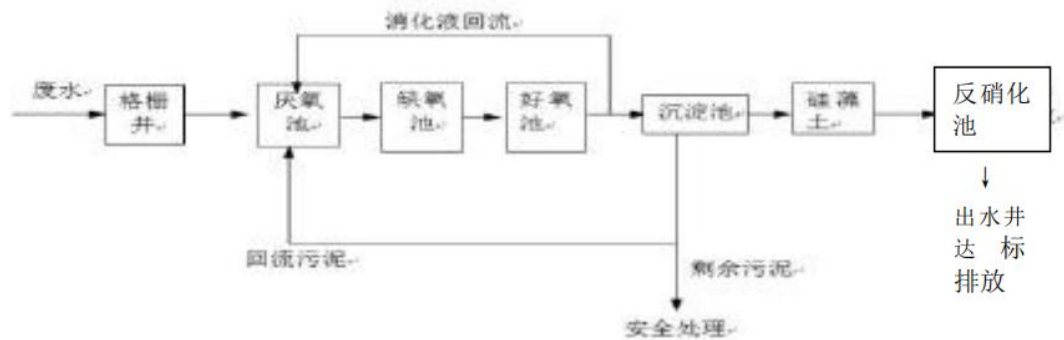 消化液回流
废水
格栅
井
厌氧
池
缺氧
池
好氧
池
沉淀池
硅藻
土
反硝化
池
出水井
达 标
排放
回流污泥
剩余污泥
安全处理